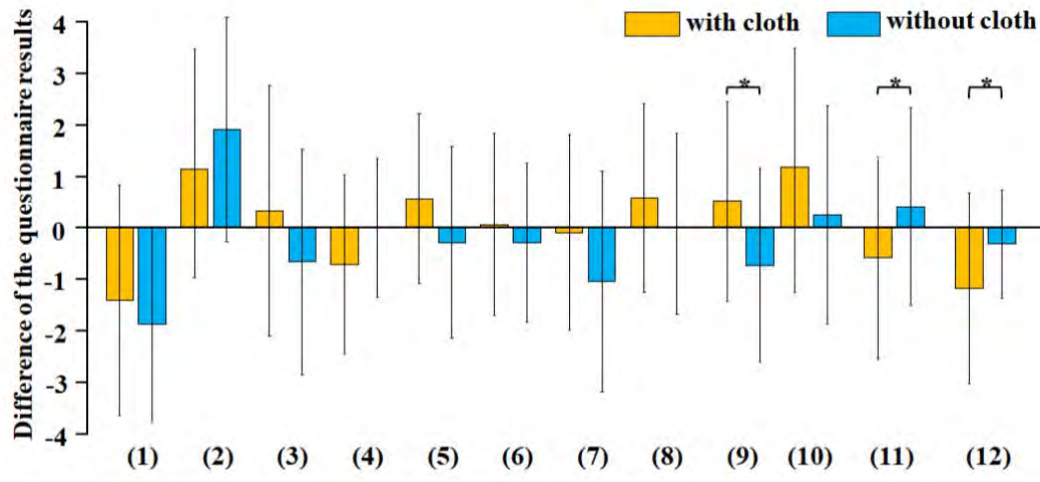 Difference of the questionnaire results
with cloth without cloth
4
3
2
1
0
-1
-2
-3
-4
* * *
(1) (2) (3) (4) (5) (6) (7) (8) (9) (10) (11) (12)